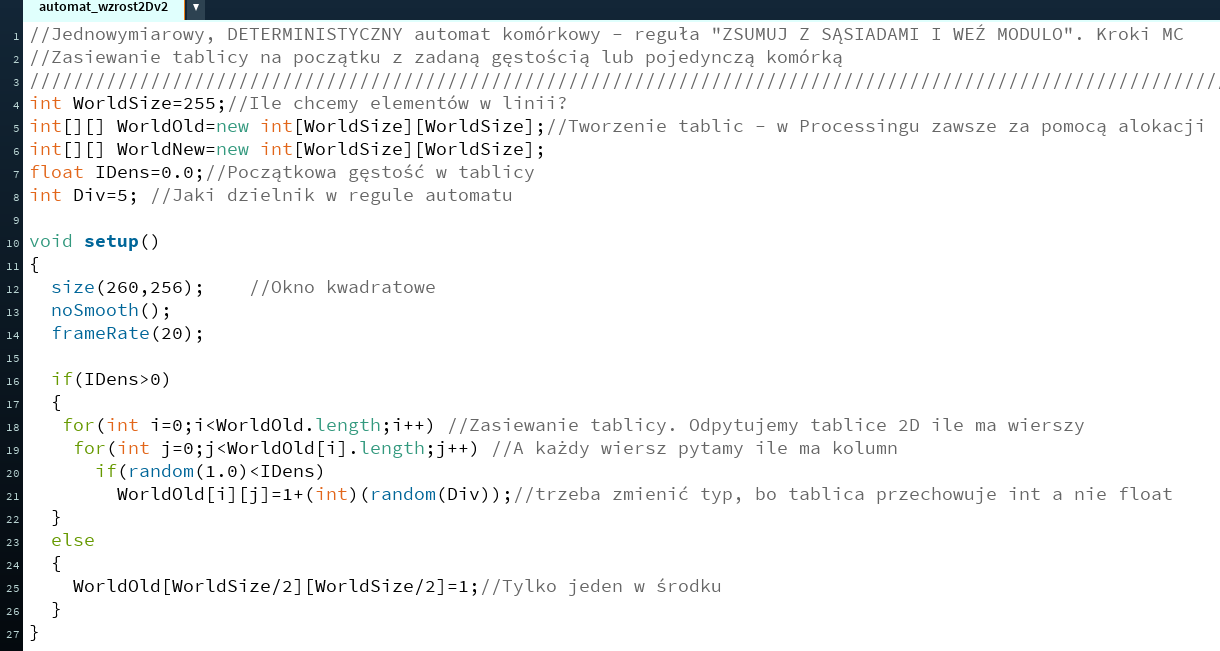 automat_wzrost2Dv2 ▼
1 //Jednowymiarowy, DETERMINISTYCZNY automat komórkowy – reguła "ZSUMUJ Z SĄSIADAMI I WEŹ MODULO". Kroki MC
2 //Zasiewanie tablicy na początku z zadaną gęstością lub pojedynczą komórką
3 /////////////////////////////////////////////////////////////////////////////////////////////////////////////
4 int WorldSize=255;//Ile chcemy elementów w linii?
5 int[][] WorldOld=new int[WorldSize][WorldSize];//Tworzenie tablic – w Processingu zawsze za pomocą alokacji
6 int[][] WorldNew=new int[WorldSize][WorldSize];
7 float IDens=0.0;//Początkowa gęstość w tablicy
8 int Div=5; //Jaki dzielnik w regule automatu
9
10 void setup()
11 {
12   size(260,256);    //Okno kwadratowe
13   noSmooth();
14   frameRate(20);
15
16   if(IDens>0)
17   {
18    for(int i=0;i<WorldOld.length;i++) //Zasiewanie tablicy. Odpytujemy tablice 2D ile ma wierszy
19     for(int j=0;j<WorldOld[i].length;j++) //A każdy wiersz pytamy ile ma kolumn
20       if(random(1.0)<IDens)
21         WorldOld[i][j]=1+(int)(random(Div));//trzeba zmienić typ, bo tablica przechowuje int a nie float
22   }
23   else
24   {
25     WorldOld[WorldSize/2][WorldSize/2]=1;//Tylko jeden w środku
26   }
27 }